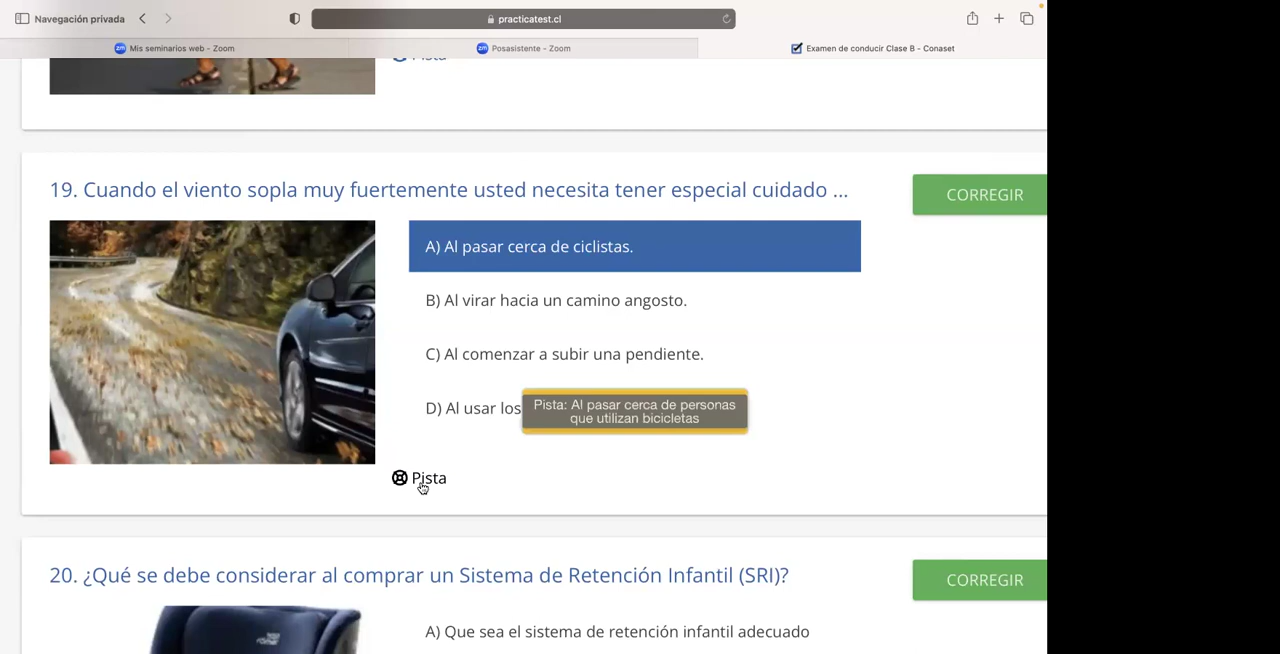 Navegación privada
practicatest.cl
zm Mis seminarios web - Zoom
zm Posasistente - Zoom
Examen de conducir Clase B - Conaset
Pista
19. Cuando el viento sopla muy fuertemente usted necesita tener especial cuidado ...
CORREGIR
A) Al pasar cerca de ciclistas.
B) Al virar hacia un camino angosto.
C) Al comenzar a subir una pendiente.
D) Al usar los
Pista: Al pasar cerca de personas
que utilizan bicicletas
Pista
20. ¿Qué se debe considerar al comprar un Sistema de Retención Infantil (SRI)?
CORREGIR
A) Que sea el sistema de retención infantil adecuado